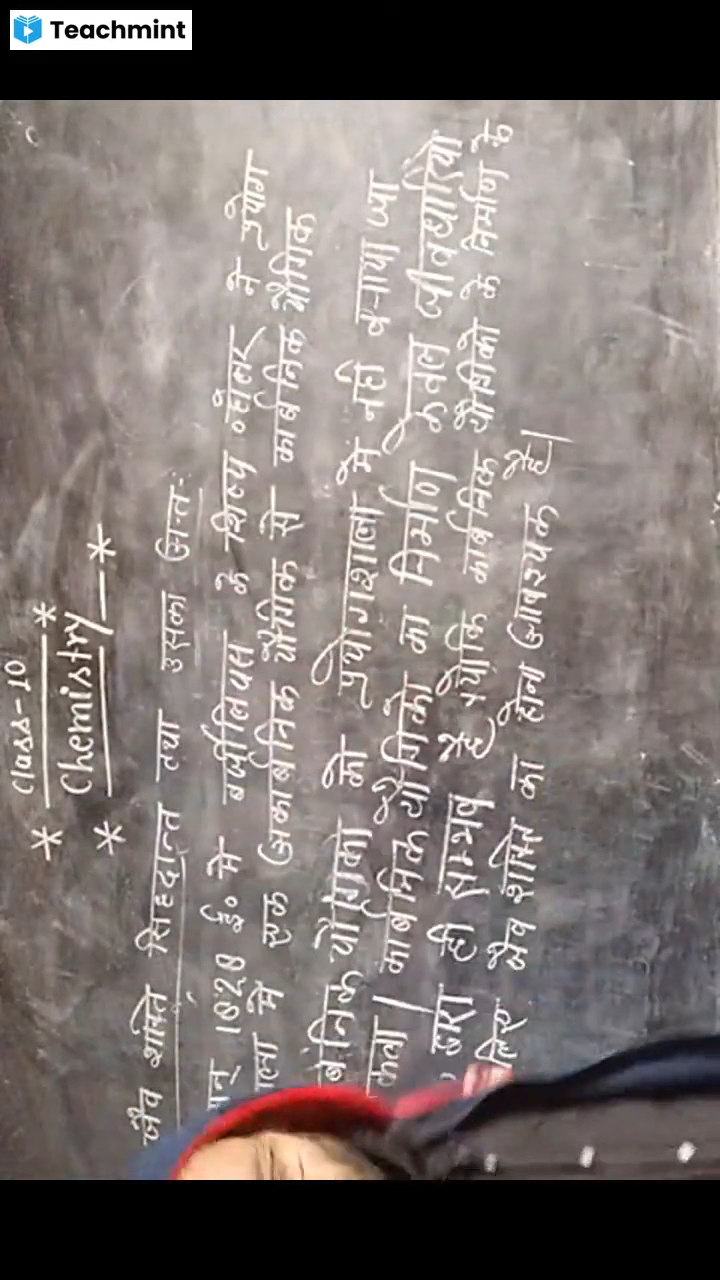 Teachmint
Class-10
Chemistry
जैव शक्ति सिद्दान्त तथा उसका अन्त:
सन् 1828 ई० में बर्जीलियस के शिष्य व्होलर ने प्रयोग
शाला में एक अकार्बनिक यौगिक से कार्बनिक यौगिक
बनिक यौगिको को प्रयोगशाला में नही बनाया जा
सकता। कार्बनिक यौगिको का निर्माण केवल जीवधारियो
के द्वारा ही सम्भव है क्योकि कार्बनिक यौगिको के निर्माण के
लिए जैव शक्ति का होना आवश्यक है।